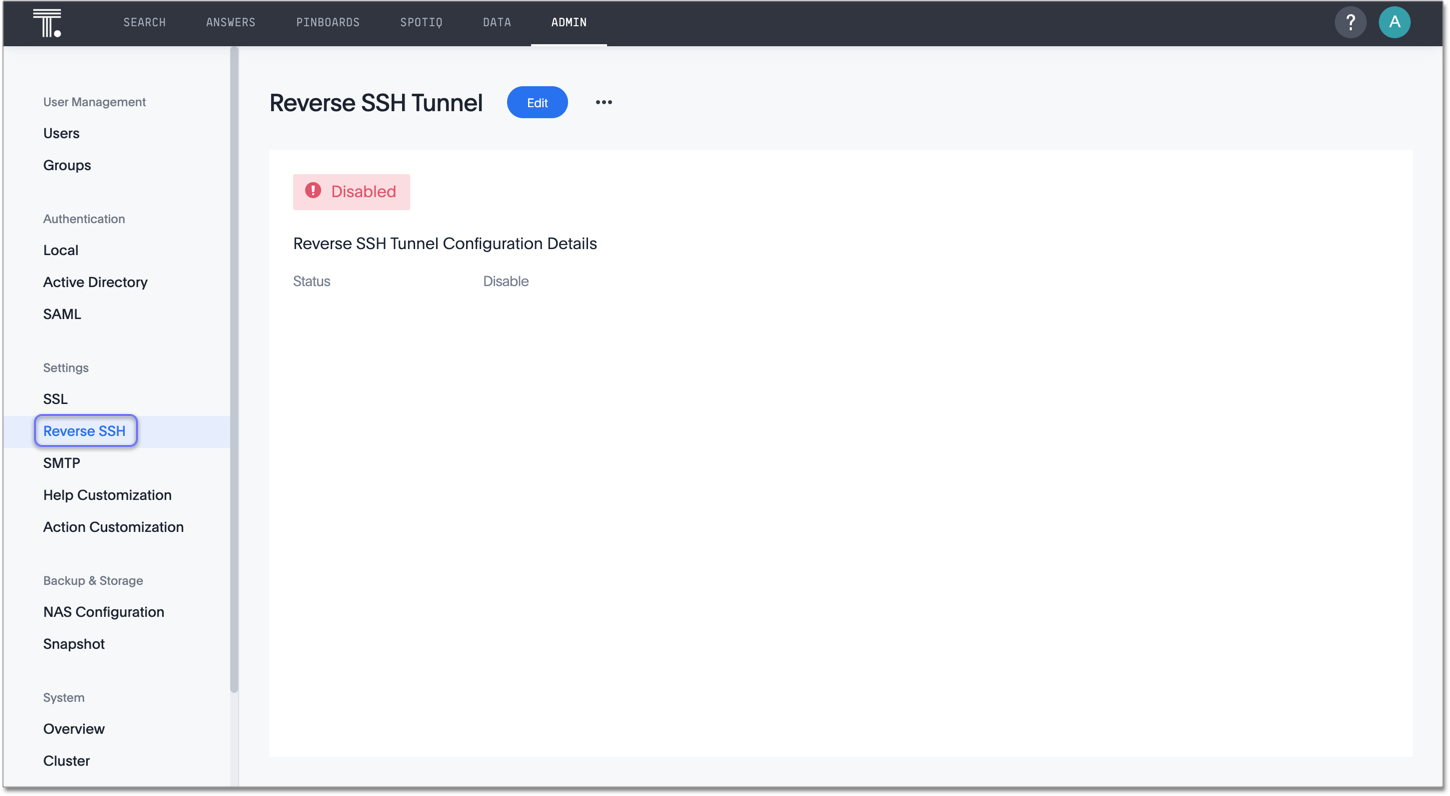 T. SEARCH ANSWERS PINBOARDS SPOTIQ DATA ADMIN ? A
User Management
Users
Groups
Authentication
Local
Active Directory
SAML
Settings
SSL
Reverse SSH
SMTP
Help Customization
Action Customization
Backup & Storage
NAS Configuration
Snapshot
System
Overview
Cluster
Reverse SSH Tunnel Edit ...
! Disabled
Reverse SSH Tunnel Configuration Details
Status Disable